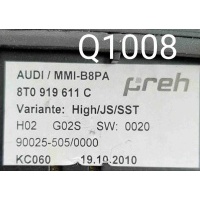 Q1008
AUDI / MMI-B8PA
preh
8T0 919 611 C
Variante: High/JS/SST
H02 G02S SW: 0020
90025-505/0000
KC060 19.10.2010